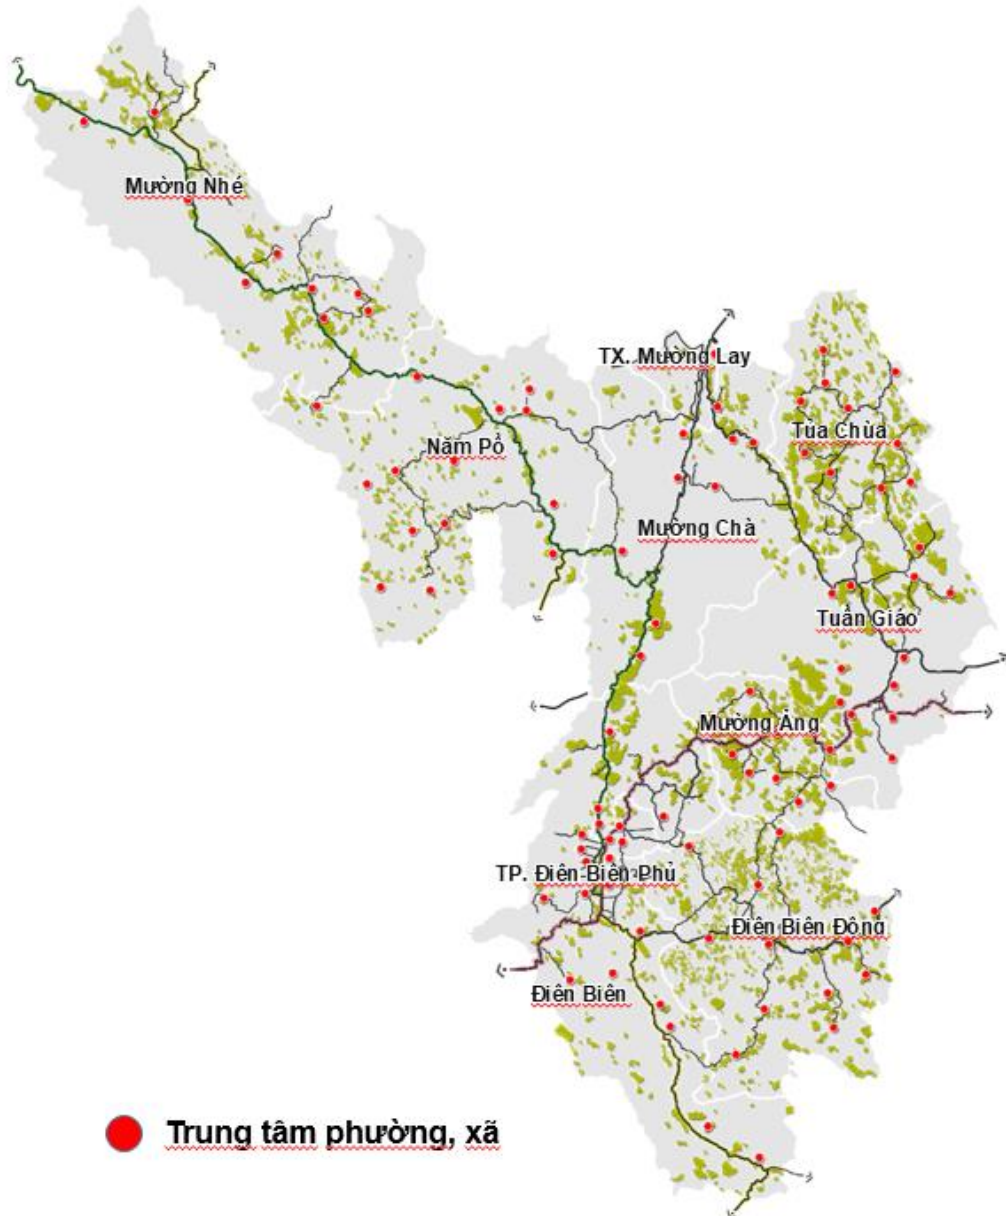 Mường Nhé
TX. Mường Lay
Tủa Chùa
Nậm Pồ
Mường Chà
Tuần Giáo
Mường Ảng
TP. Điện Biên Phủ
Điện Biên Đông
Điện Biên
Trung tâm phường, xã